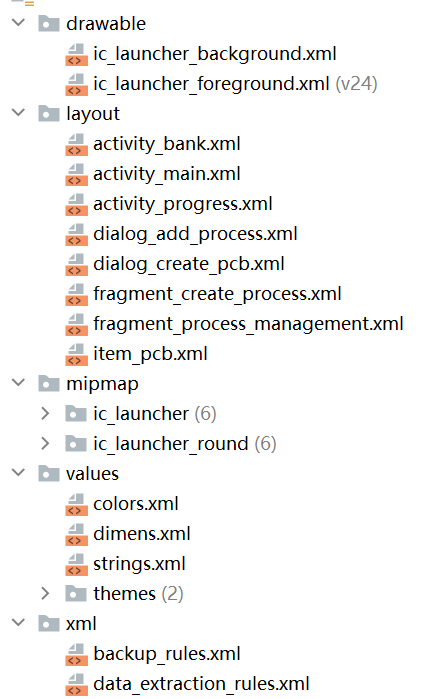 drawable
ic_launcher_background.xml
ic_launcher_foreground.xml (v24)
layout
activity_bank.xml
activity_main.xml
activity_progress.xml
dialog_add_process.xml
dialog_create_pcb.xml
fragment_create_process.xml
fragment_process_management.xml
item_pcb.xml
mipmap
ic_launcher (6)
ic_launcher_round (6)
values
colors.xml
dimens.xml
strings.xml
themes (2)
xml
backup_rules.xml
data_extraction_rules.xml